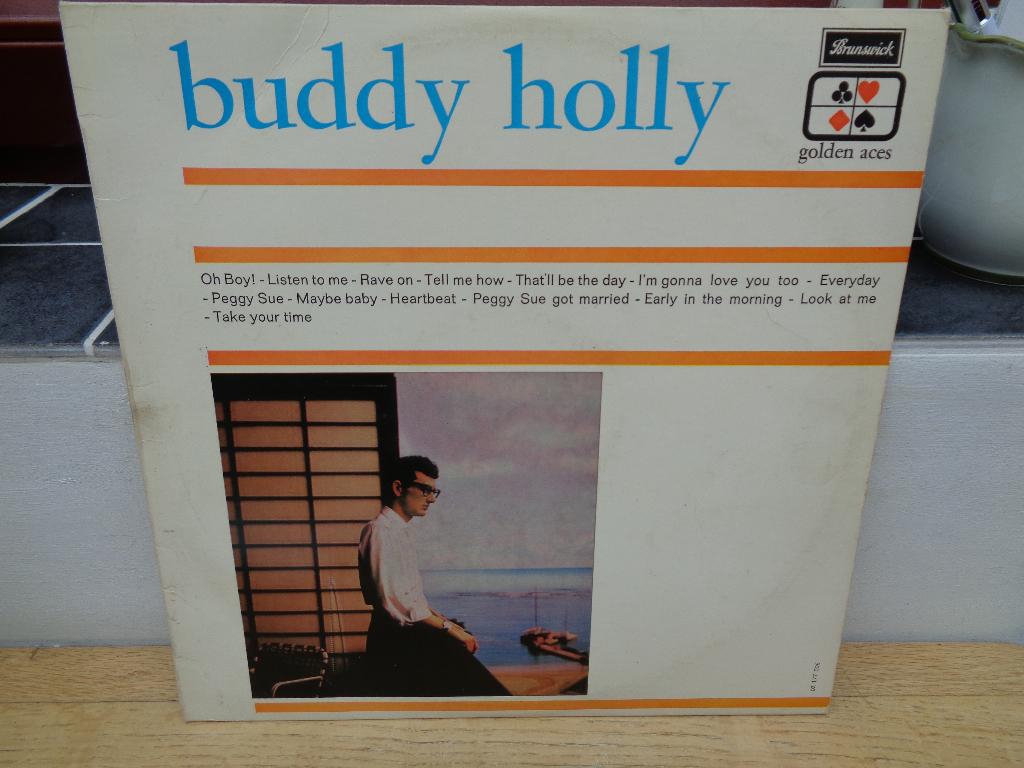 buddy holly
Brunswick
golden aces
Oh Boy! - Listen to me - Rave on - Tell me how - That'll be the day - I'm gonna love you too - Everyday
- Peggy Sue - Maybe baby - Heartbeat - Peggy Sue got married - Early in the morning - Look at me
- Take your time